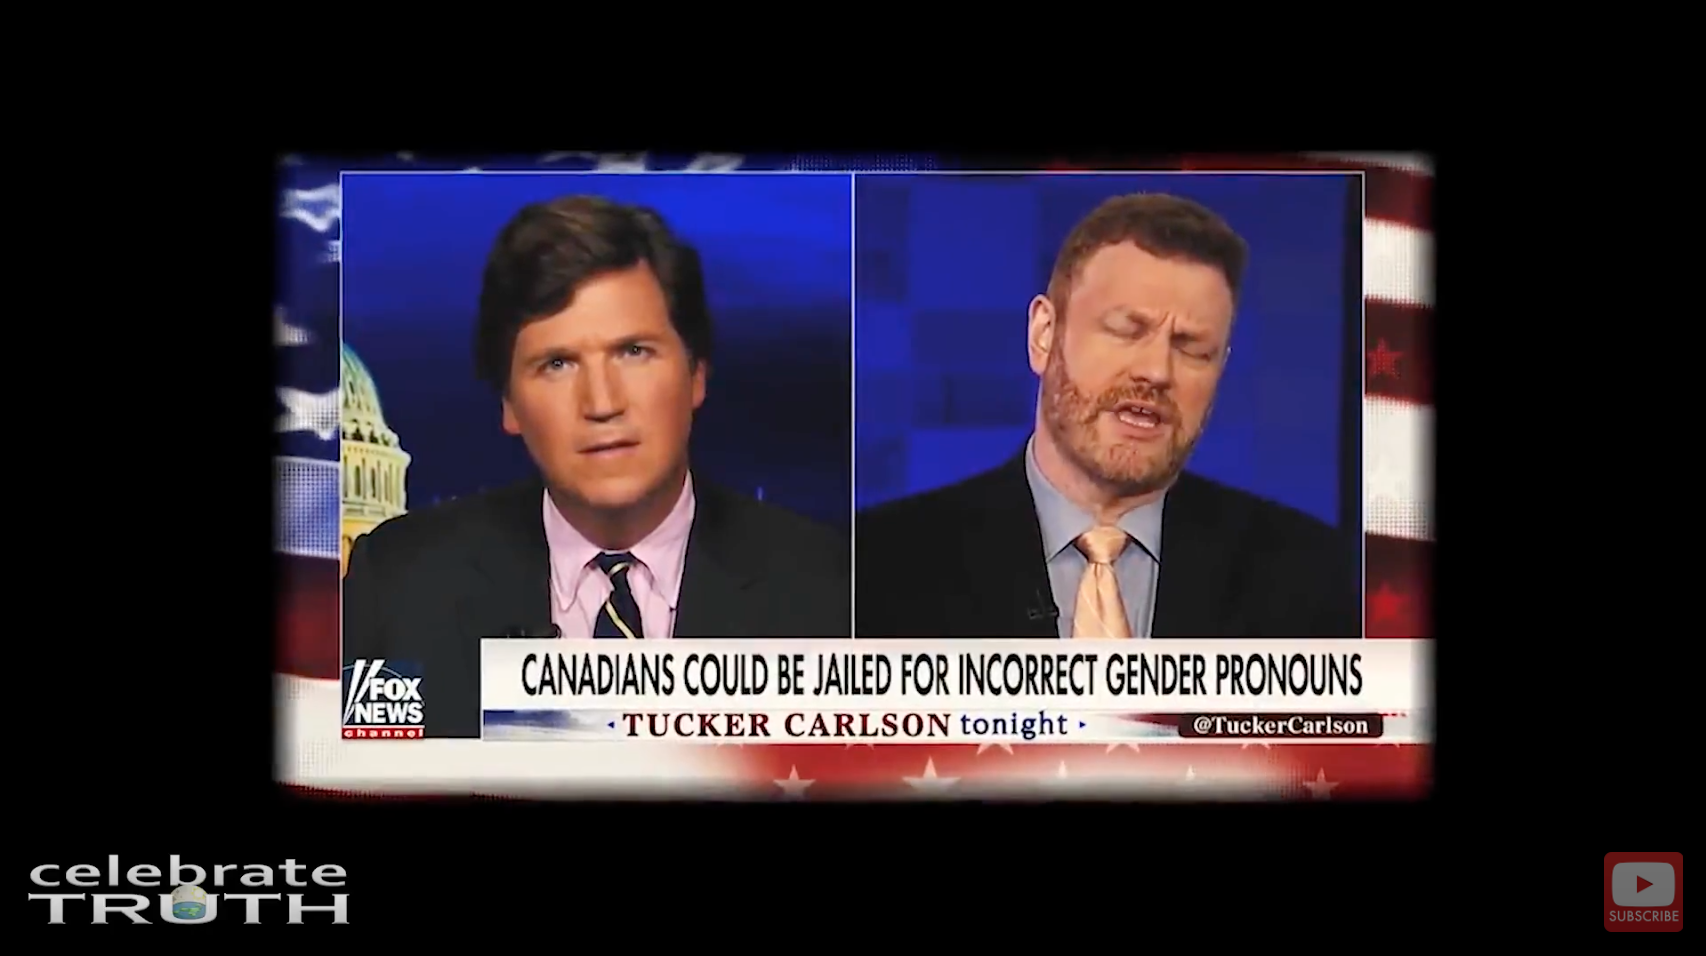 CANADIANS COULD BE JAILED FOR INCORRECT GENDER PRONOUNS
FOX
NEWS
channel
TUCKER CARLSON tonight
@TuckerCarlson
celebrate
TRUTH
SUBSCRIBE